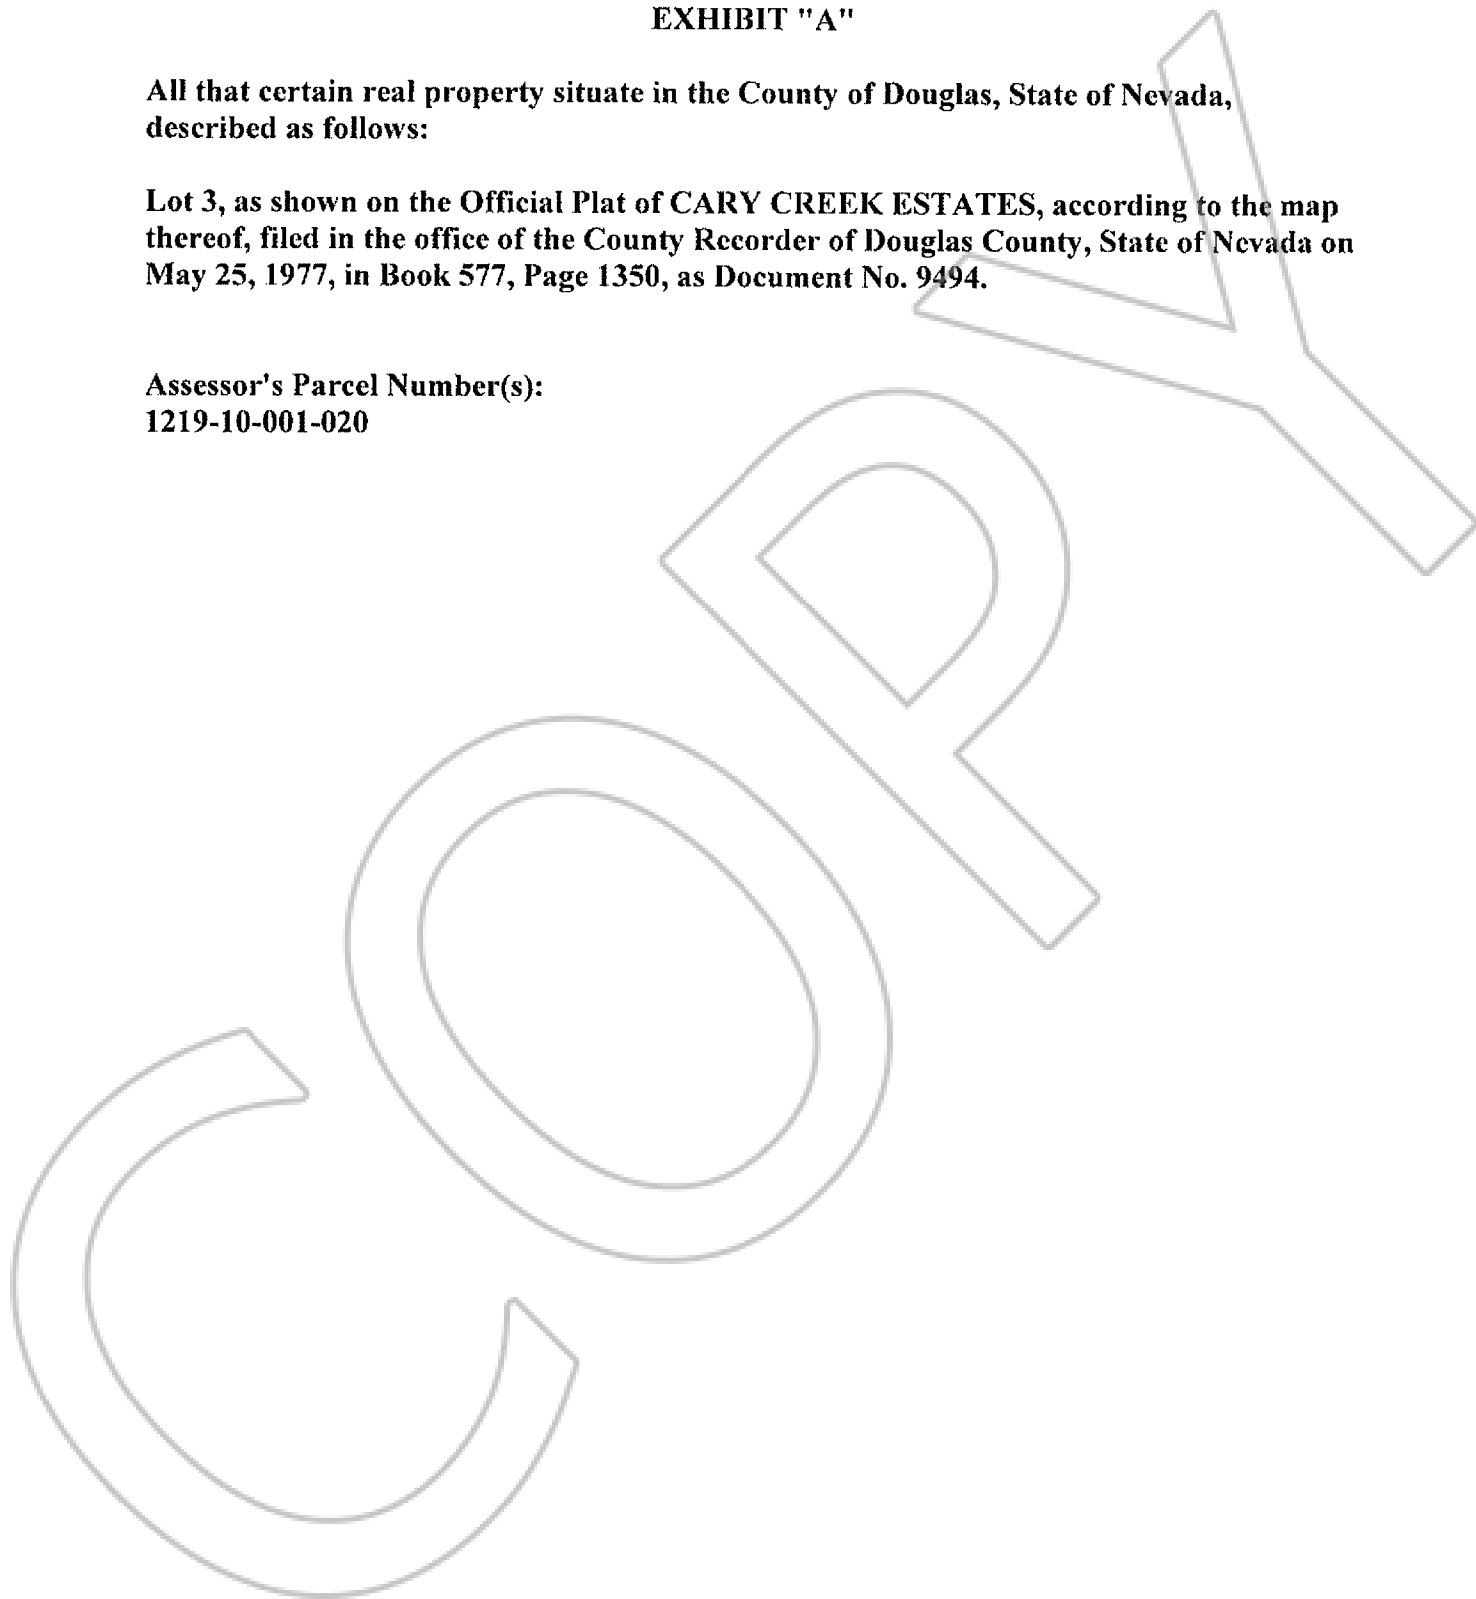 EXHIBIT "A"
All that certain real property situate in the County of Douglas, State of Nevada,
described as follows:
Lot 3, as shown on the Official Plat of CARY CREEK ESTATES, according to the map
thereof, filed in the office of the County Recorder of Douglas County, State of Nevada on
May 25, 1977, in Book 577, Page 1350, as Document No. 9494.
Assessor's Parcel Number(s):
1219-10-001-020
COPY